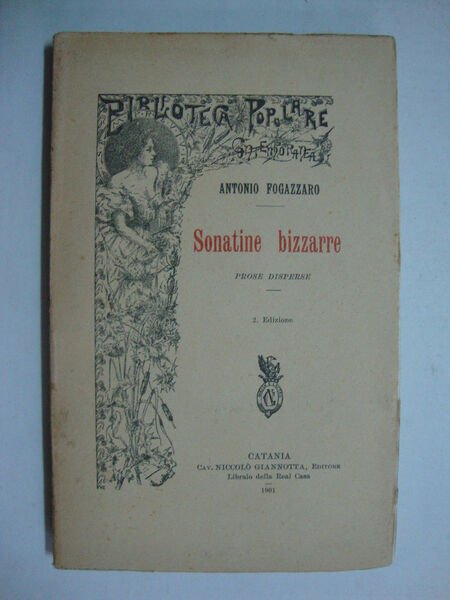 BIBLIOTECA POPOLARE
CONTEMPORANEA
ANTONIO FOGAZZARO
Sonatine bizzarre
PROSE DISPERSE
2. Edizione
CATANIA
CAV. NICCOLÒ GIANNOTTA, EDITORE
Libraio della Real Casa
1901